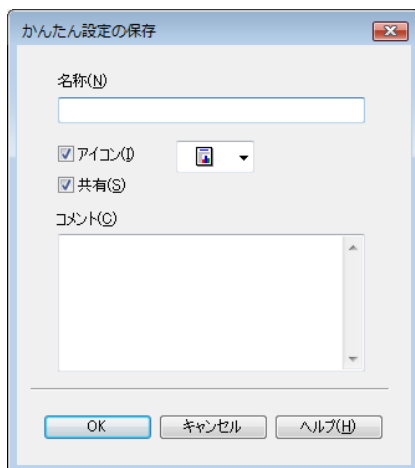 かんたん設定の保存
名称(N)
アイコン(I)
共有(S)
コメント(C)
OK キャンセル ヘルプ(H)